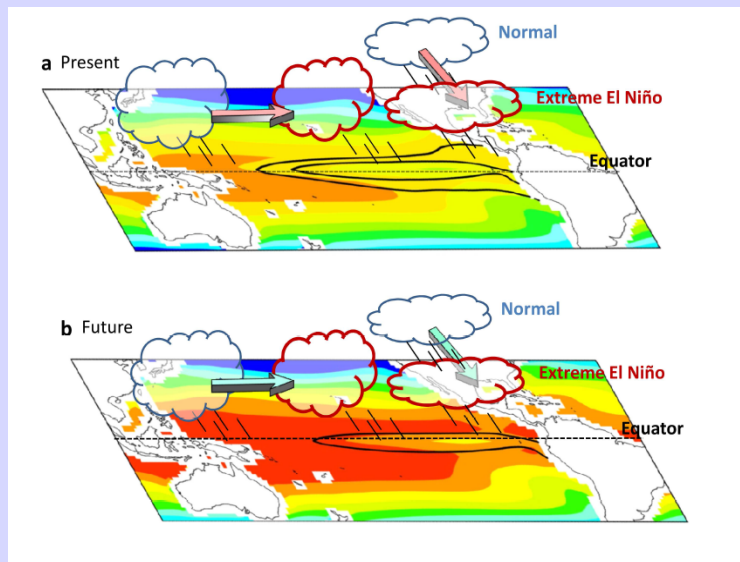 Normal
a Present
Extreme El Niño
Equator
Normal
b Future
Extreme El Niño
Equator